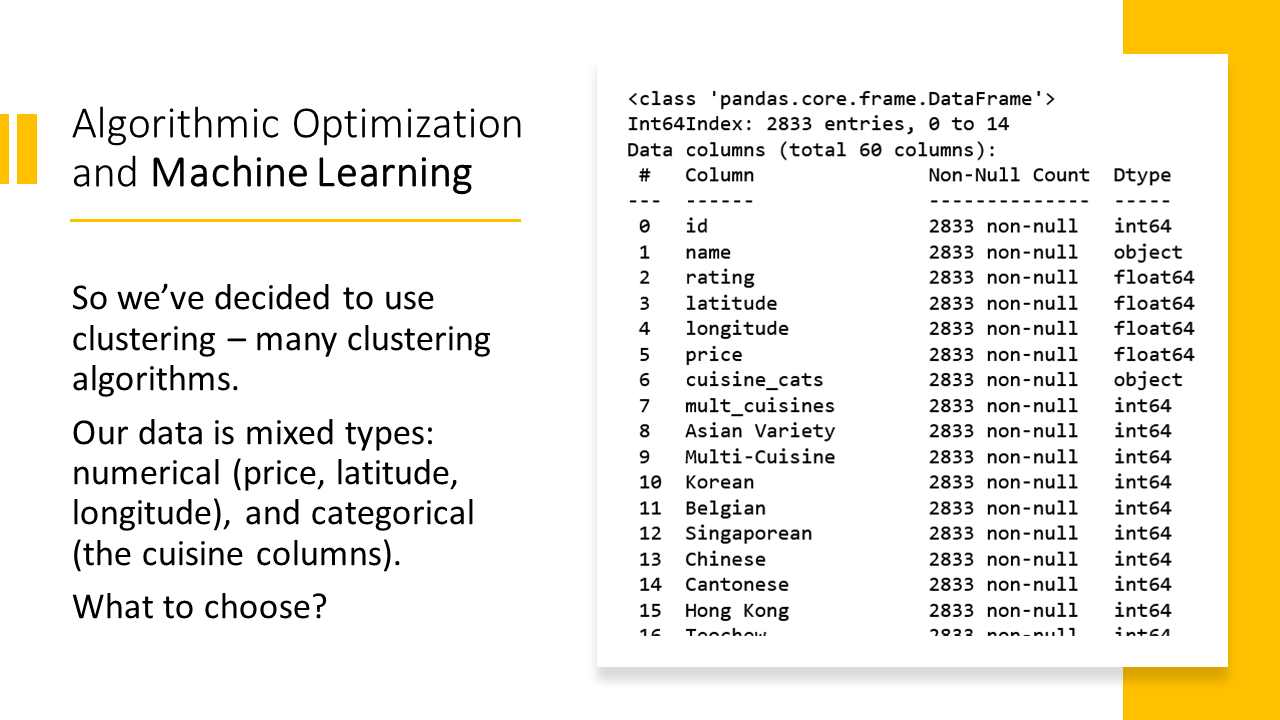 Algorithmic Optimization
and Machine Learning
So we’ve decided to use
clustering – many clustering
algorithms.
Our data is mixed types:
numerical (price, latitude,
longitude), and categorical
(the cuisine columns).
What to choose?
<class 'pandas.core.frame.DataFrame'>
Int64Index: 2833 entries, 0 to 14
Data columns (total 60 columns):
 #   Column               Non-Null Count  Dtype
---  ------               --------------  -----
 0   id                   2833 non-null   int64
 1   name                 2833 non-null   object
 2   rating               2833 non-null   float64
 3   latitude             2833 non-null   float64
 4   longitude            2833 non-null   float64
 5   price                2833 non-null   float64
 6   cuisine_cats         2833 non-null   object
 7   mult_cuisines        2833 non-null   int64
 8   Asian Variety        2833 non-null   int64
 9   Multi-Cuisine        2833 non-null   int64
 10  Korean               2833 non-null   int64
 11  Belgian              2833 non-null   int64
 12  Singaporean          2833 non-null   int64
 13  Chinese              2833 non-null   int64
 14  Cantonese            2833 non-null   int64
 15  Hong Kong            2833 non-null   int64
 16  Teochew              2833 non-null   int64